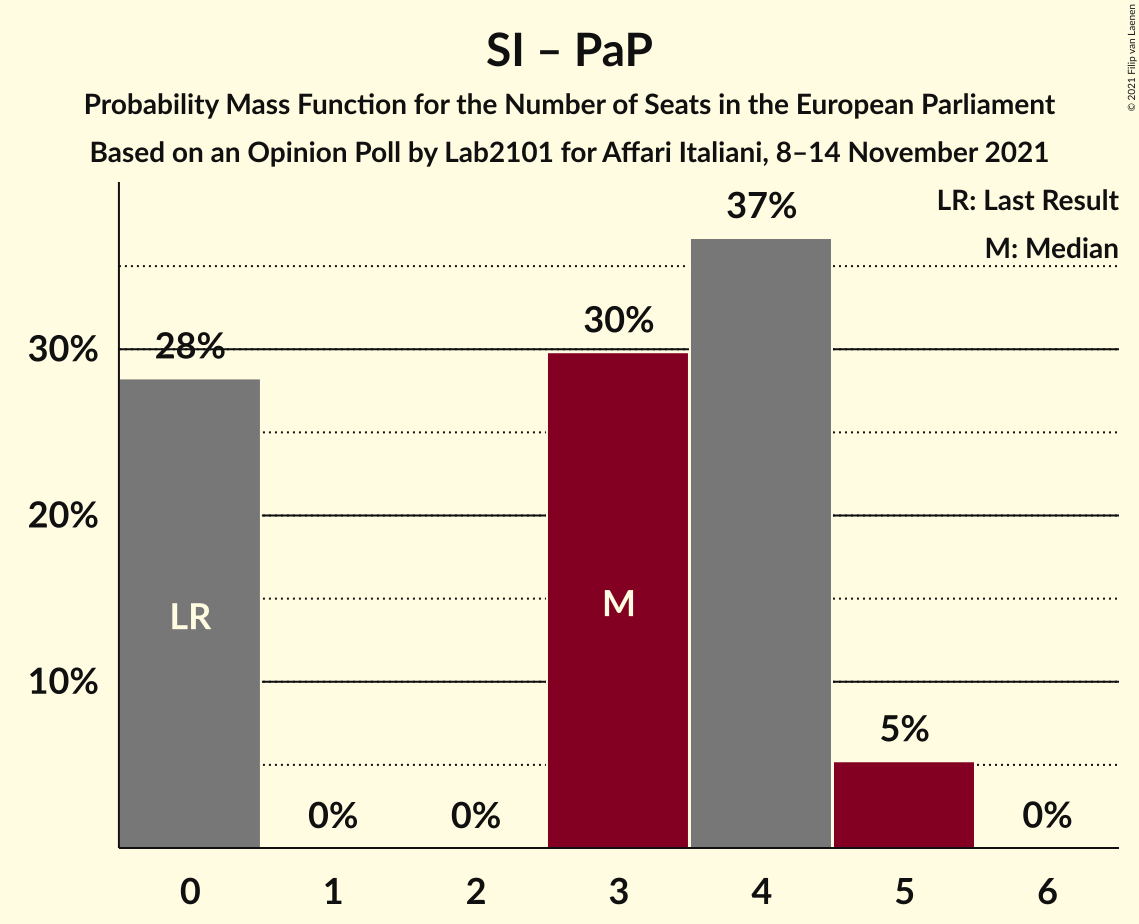 SI – PaP
Probability Mass Function for the Number of Seats in the European Parliament
Based on an Opinion Poll by Lab2101 for Affari Italiani, 8–14 November 2021
© 2021 Filip van Laenen
LR: Last Result
M: Median
37%
30%
28%
30%
20%
LR
M
10%
5%
0%
0%
0%
0 1 2 3 4 5 6